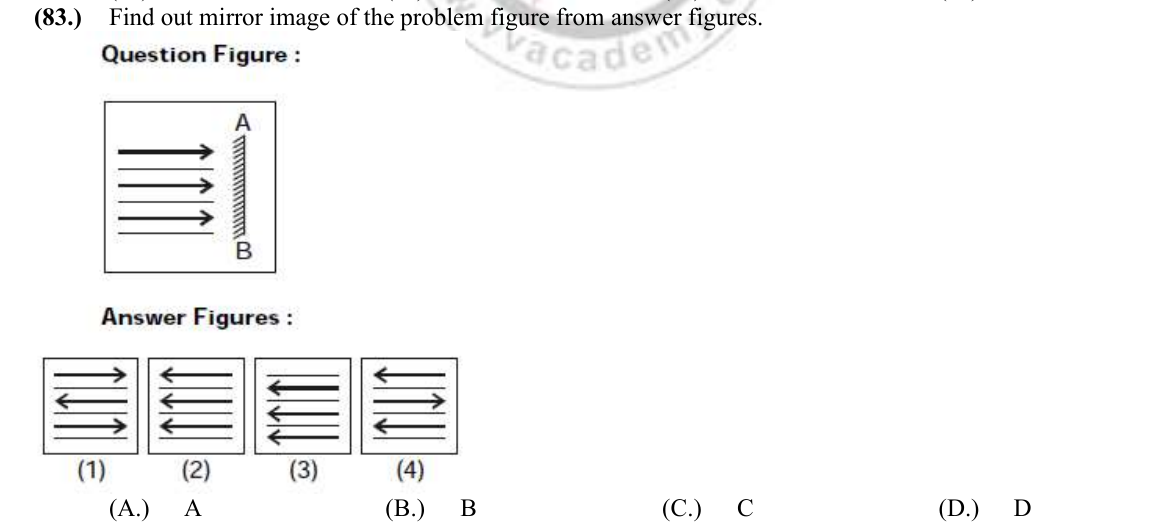 (83.) Find out mirror image of the problem figure from answer figures.
vvacademy
Question Figure :
A
B
Answer Figures :
(1) (2) (3) (4)
(A.) A (B.) B (C.) C (D.) D